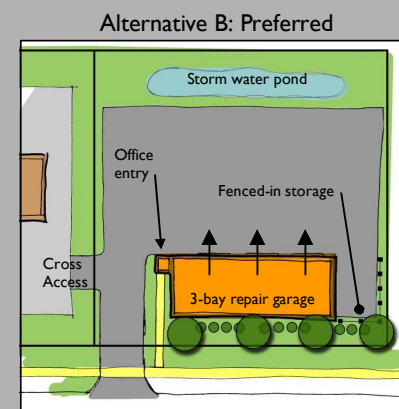 Alternative B: Preferred
Storm water pond
Office
entry
Fenced-in storage
Cross
Access
3-bay repair garage